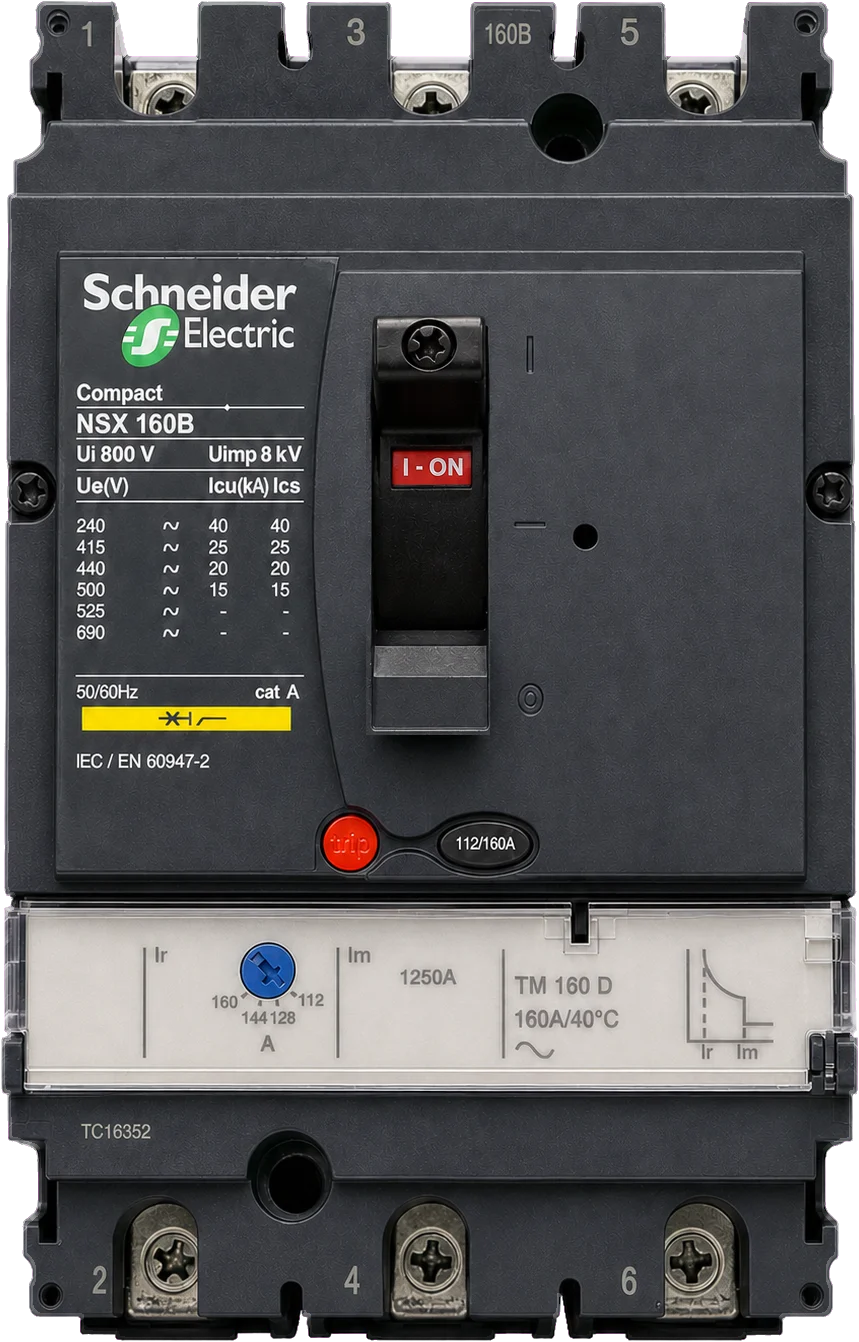 1 3 160B 5
Schneider
Electric
Compact
NSX 160B
Ui 800 V Uimp 8 kV
Ue(V) Icu(kA) Ics
240 ~ 40 40
415 ~ 25 25
440 ~ 20 20
500 ~ 15 15
525 ~ - -
690 ~ - -
50/60Hz cat A
IEC / EN 60947-2
I
I - ON
O
trip
112/160A
Ir
160 144 128 112
A
Im
1250A
TM 160 D
160A/40°C
~
Ir Im
TC16352
2 4 6